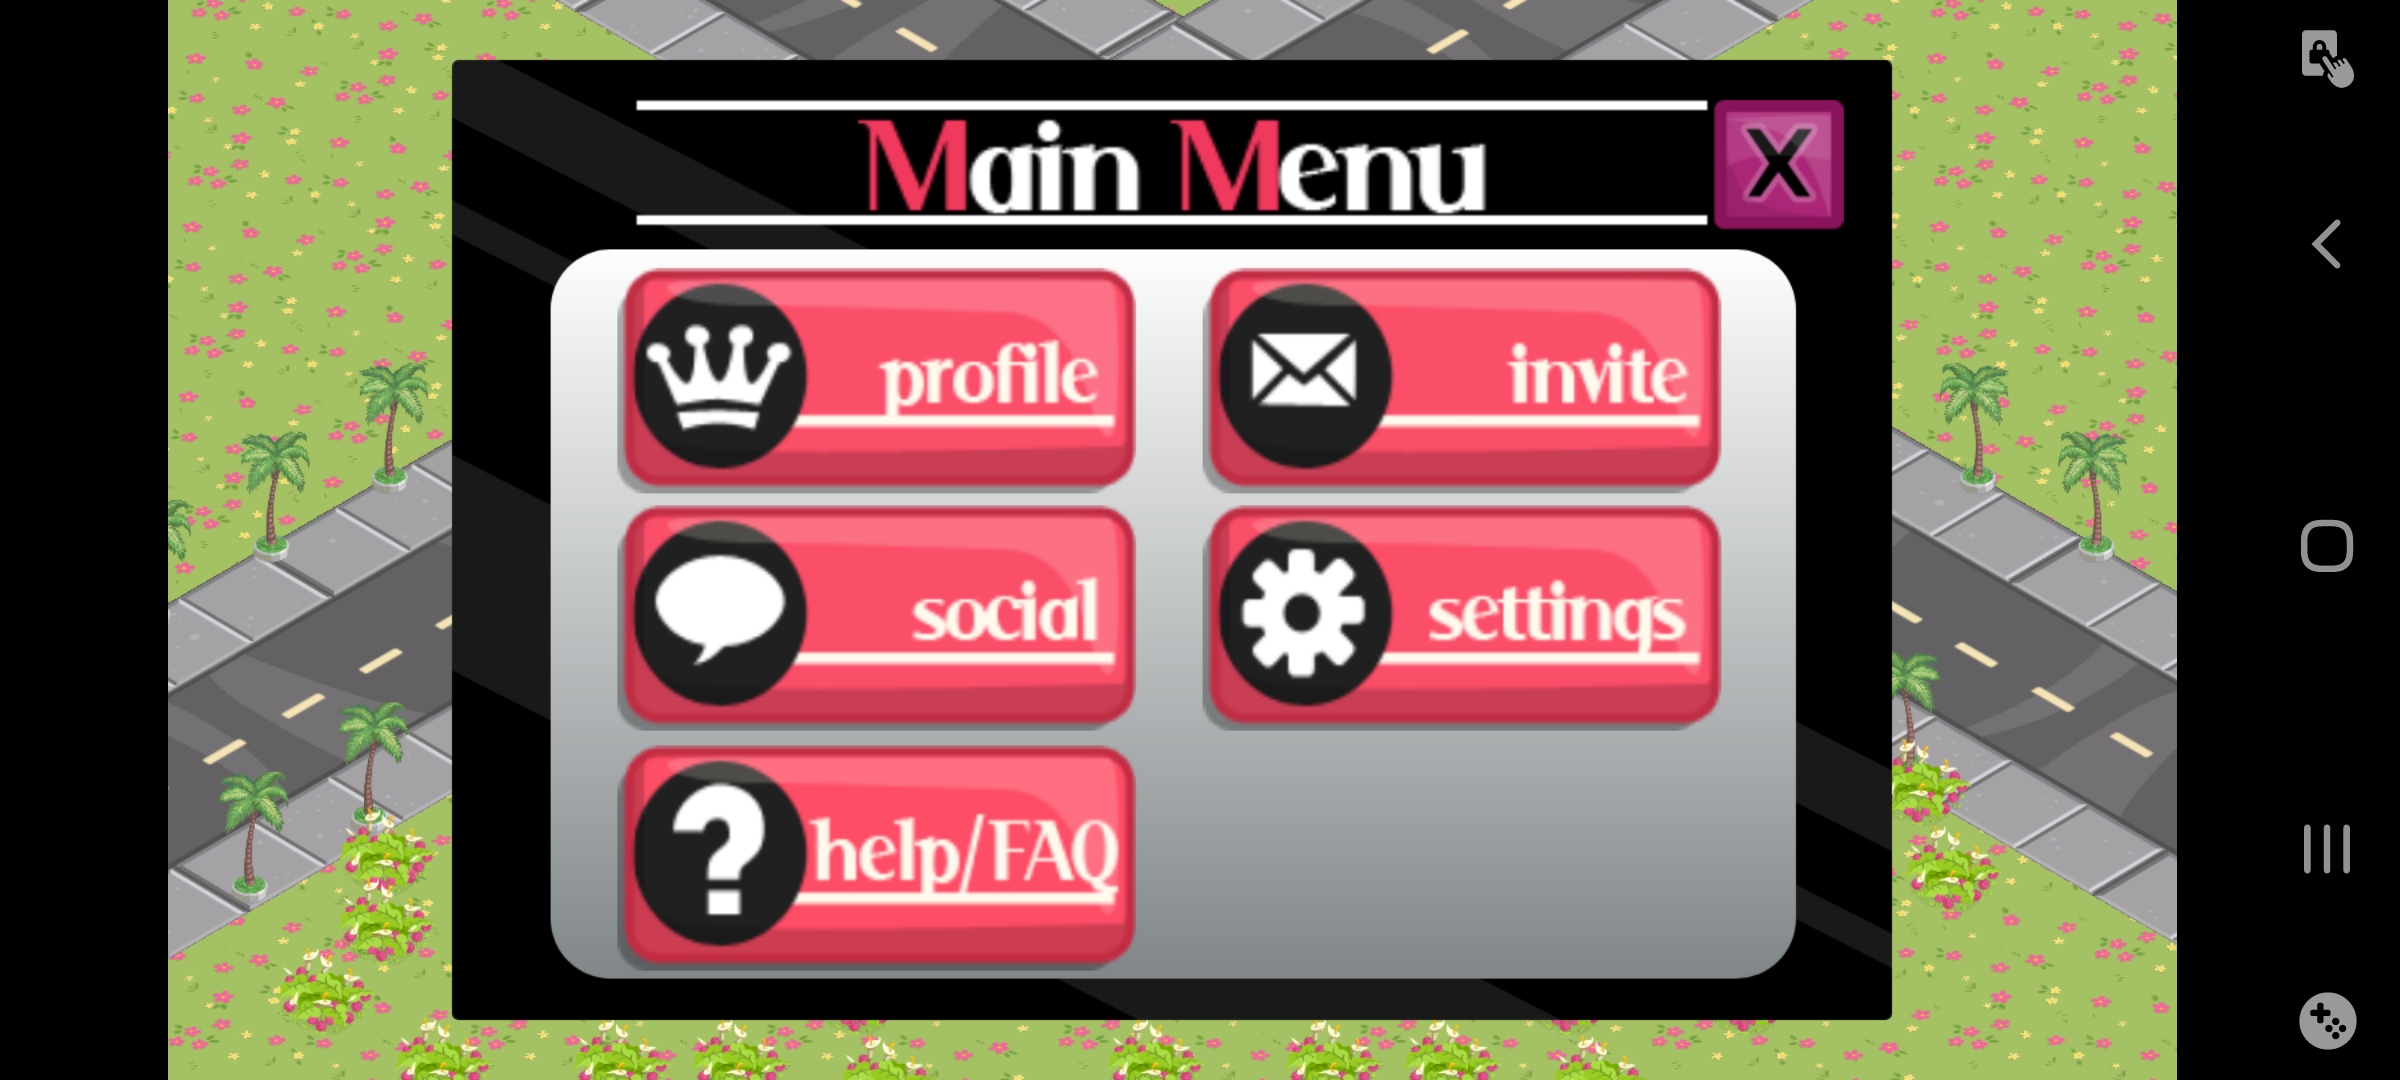 Main Menu
X
profile
invite
social
settings
help/FAQ